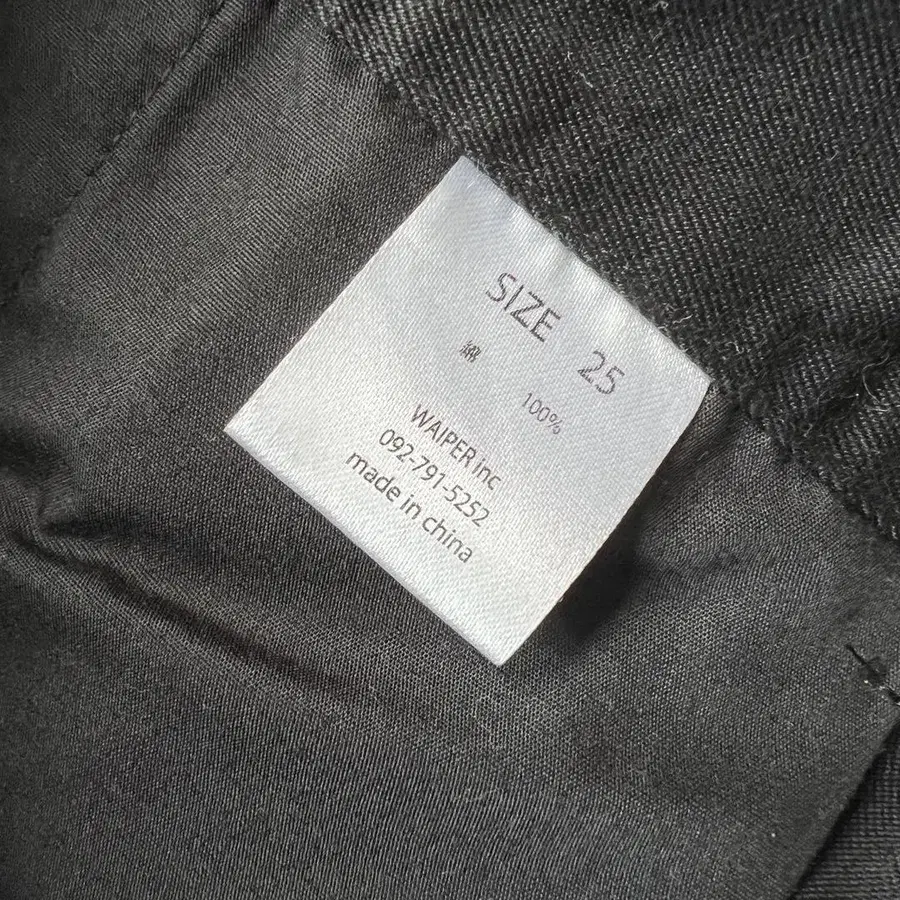 SIZE 25
綿 100%
WAIPER inc
092-791-5252
made in china